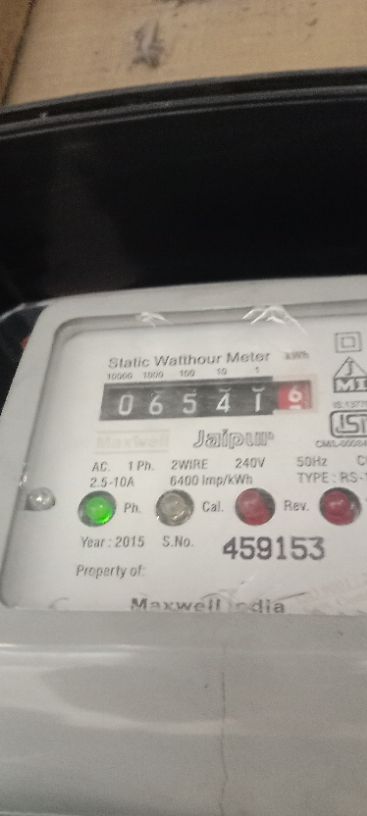 Static Watthour Meter kWh
10000 1000 100 10 1
0 6 5 4 1 6
Maxwell Jaipur
AC. 1 Ph. 2WIRE 240V 50Hz
2.5-10A 6400 Imp/kWh TYPE : RS-
Ph. Cal. Rev.
Year : 2015 S.No. 459153
Property of:
Maxwell India